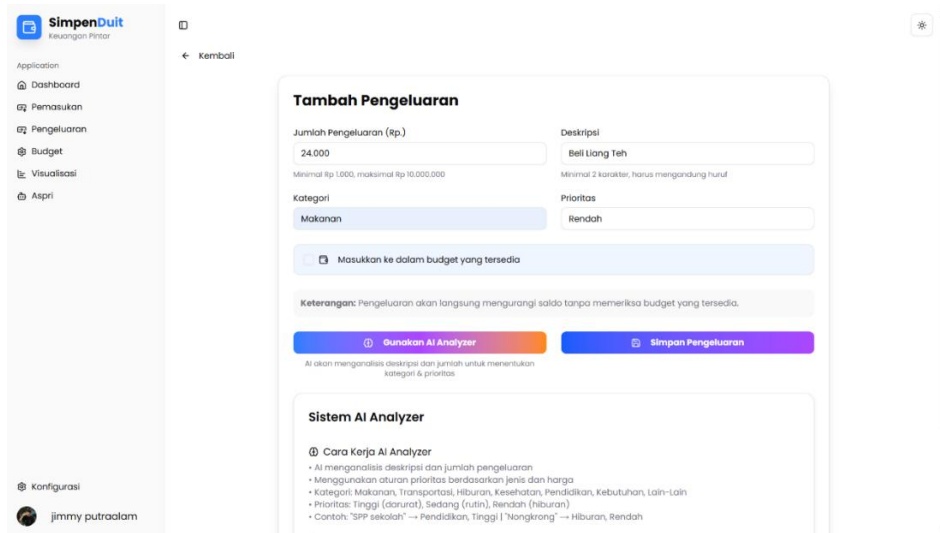 SimpenDuit
Keuangan Pintar
Application
Dashboard
Pemasukan
Pengeluaran
Budget
Visualisasi
Aspri
Konfigurasi
jimmy putraalam
Kembali
Tambah Pengeluaran
Jumlah Pengeluaran (Rp.)
24.000
Minimal Rp 1.000, maksimal Rp 10.000.000
Deskripsi
Beli Liang Teh
Minimal 2 karakter, harus mengandung huruf
Kategori
Makanan
Prioritas
Rendah
Masukkan ke dalam budget yang tersedia
Keterangan: Pengeluaran akan langsung mengurangi saldo tanpa memeriksa budget yang tersedia.
Gunakan AI Analyzer
AI akan menganalisis deskripsi dan jumlah untuk menentukan
kategori & prioritas
Simpan Pengeluaran
Sistem AI Analyzer
Cara Kerja AI Analyzer
• AI menganalisis deskripsi dan jumlah pengeluaran
• Menggunakan aturan prioritas berdasarkan jenis dan harga
• Kategori: Makanan, Transportasi, Hiburan, Kesehatan, Pendidikan, Kebutuhan, Lain-Lain
• Prioritas: Tinggi (darurat), Sedang (rutin), Rendah (hiburan)
• Contoh: "SPP sekolah" → Pendidikan, Tinggi | "Nongkrong" → Hiburan, Rendah